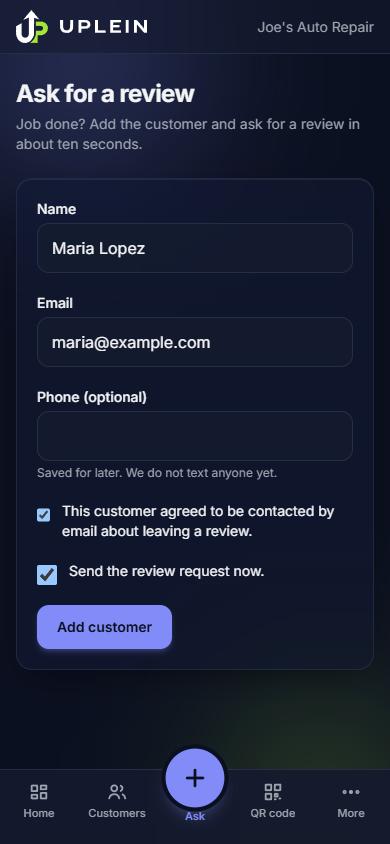 UPLEIN
Joe's Auto Repair
Ask for a review
Job done? Add the customer and ask for a review in
about ten seconds.
Name
Maria Lopez
Email
maria@example.com
Phone (optional)
Saved for later. We do not text anyone yet.
This customer agreed to be contacted by
email about leaving a review.
Send the review request now.
Add customer
Home
Customers
Ask
QR code
More